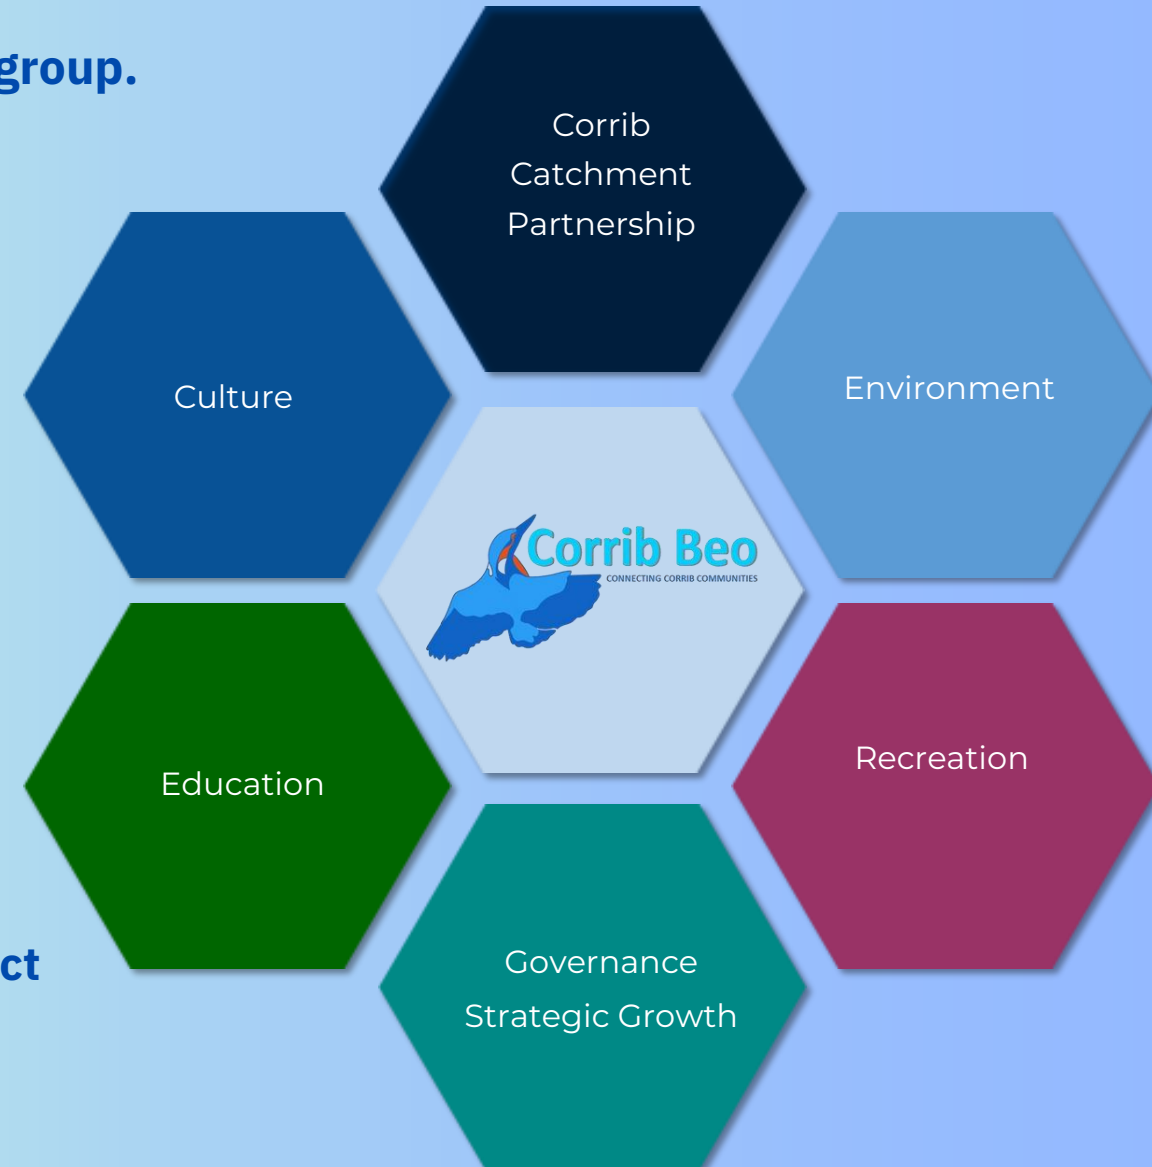 group.
Corrib
Catchment
Partnership
Culture
Environment
Corrib Beo
CONNECTING CORRIB COMMUNITIES
Education
Recreation
ct
Governance
Strategic Growth